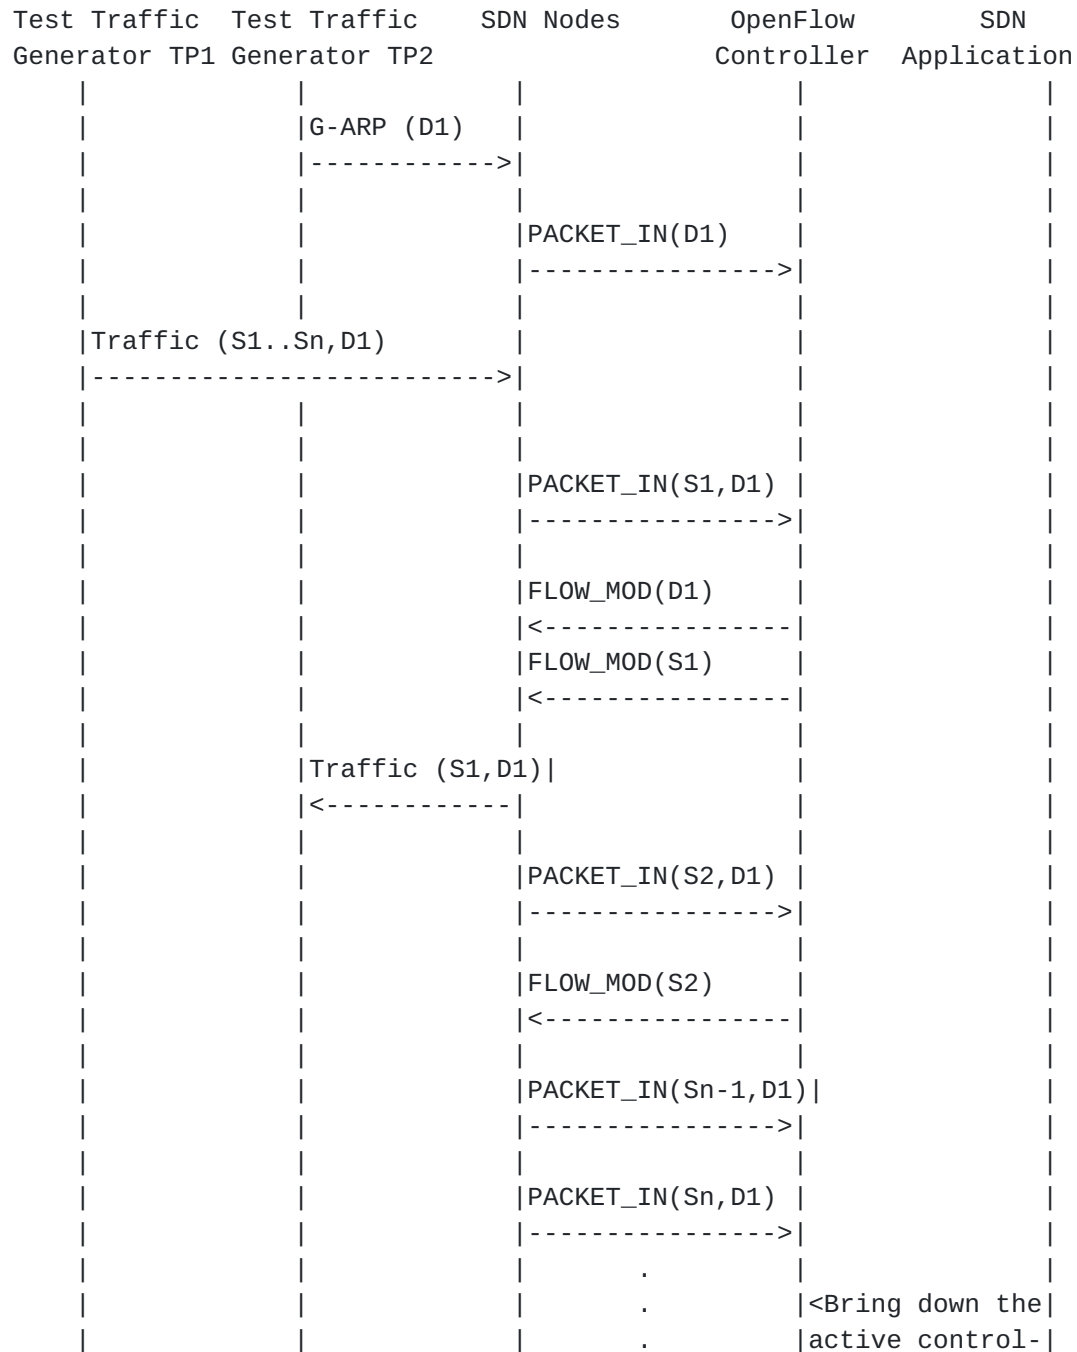 Test Traffic  Test Traffic    SDN Nodes       OpenFlow        SDN
Generator TP1 Generator TP2                  Controller  Application
|             |             |                 |               |
|             |G-ARP (D1)   |                 |               |
|             |------------>|                 |               |
|             |             |                 |               |
|             |             |PACKET_IN(D1)    |               |
|             |             |---------------->|               |
|             |             |                 |               |
|Traffic (S1..Sn,D1)        |                 |               |
|-------------------------->|                 |               |
|             |             |                 |               |
|             |             |                 |               |
|             |             |PACKET_IN(S1,D1) |               |
|             |             |---------------->|               |
|             |             |                 |               |
|             |             |FLOW_MOD(D1)     |               |
|             |             |<----------------|               |
|             |             |FLOW_MOD(S1)     |               |
|             |             |<----------------|               |
|             |             |                 |               |
|             |Traffic (S1,D1)|               |               |
|             |<------------|                 |               |
|             |             |                 |               |
|             |             |PACKET_IN(S2,D1) |               |
|             |             |---------------->|               |
|             |             |                 |               |
|             |             |FLOW_MOD(S2)     |               |
|             |             |<----------------|               |
|             |             |                 |               |
|             |             |PACKET_IN(Sn-1,D1)|              |
|             |             |---------------->|               |
|             |             |                 |               |
|             |             |PACKET_IN(Sn,D1) |               |
|             |             |---------------->|               |
|             |             |       .         |               |
|             |             |       .         |<Bring down the|
|             |             |       .         |active control-|